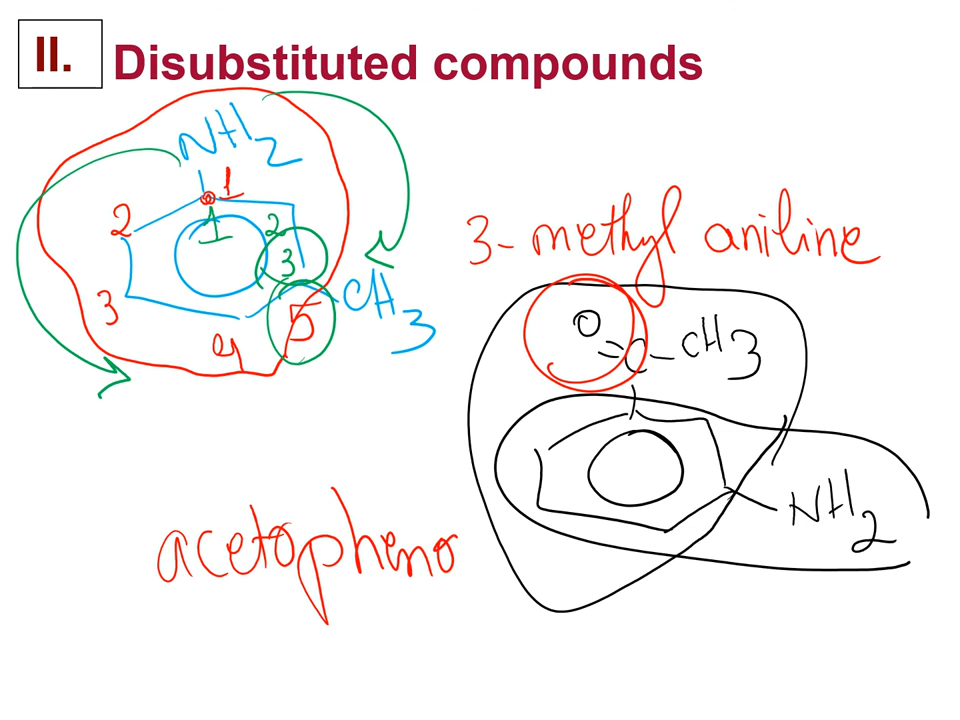 II.
Disubstituted compounds
NH2
1
2
1
2
3
3
CH3
5
4
3-methyl aniline
O
=C-CH3
NH2
acetopheno